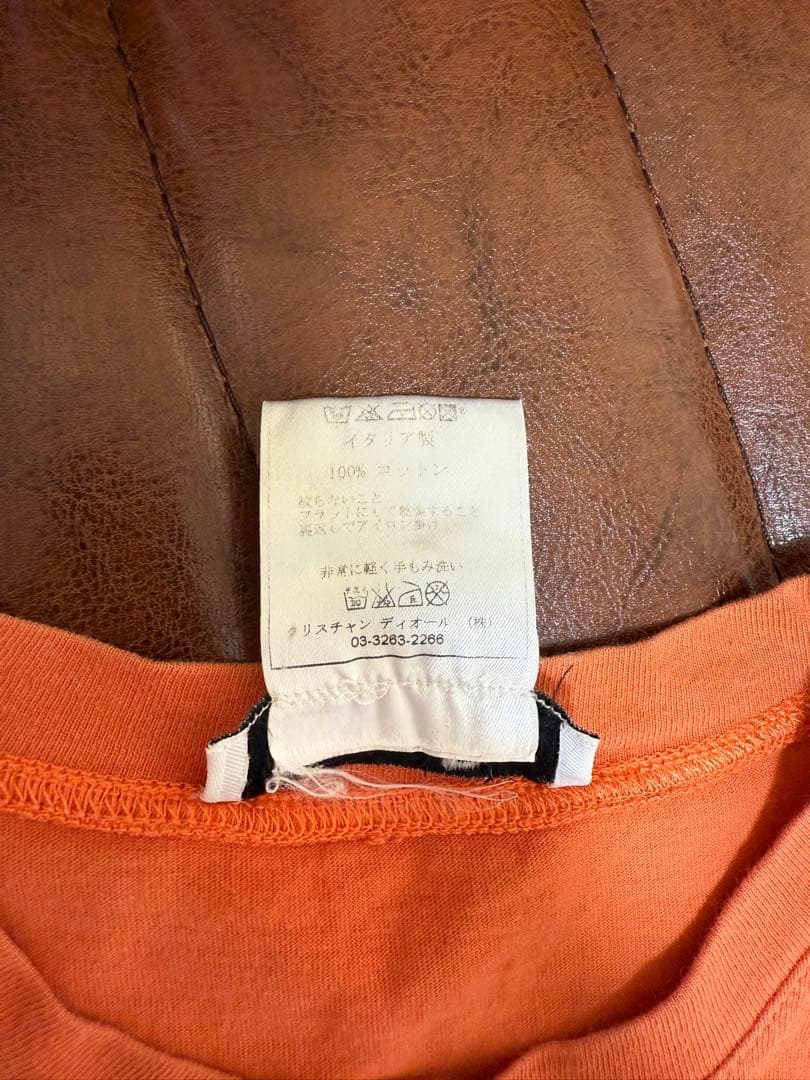 イタリア製
100% コットン
絞らないこと
フラットにして乾燥すること
裏返しでアイロン掛け
非常に軽く手もみ洗い
クリスチャン ディオール (株)
03-3263-2266